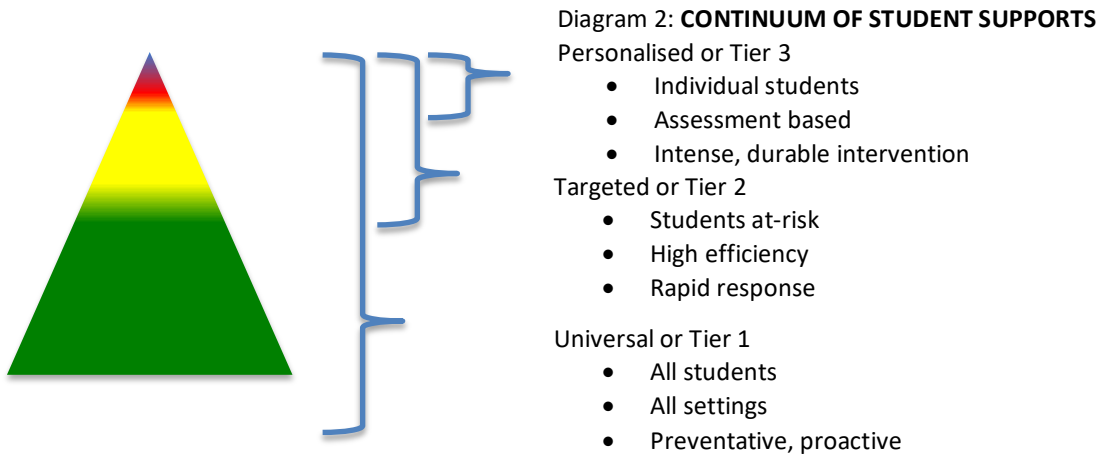 Diagram 2: CONTINUUM OF STUDENT SUPPORTS
Personalised or Tier 3
• Individual students
• Assessment based
• Intense, durable intervention
Targeted or Tier 2
• Students at-risk
• High efficiency
• Rapid response
Universal or Tier 1
• All students
• All settings
• Preventative, proactive